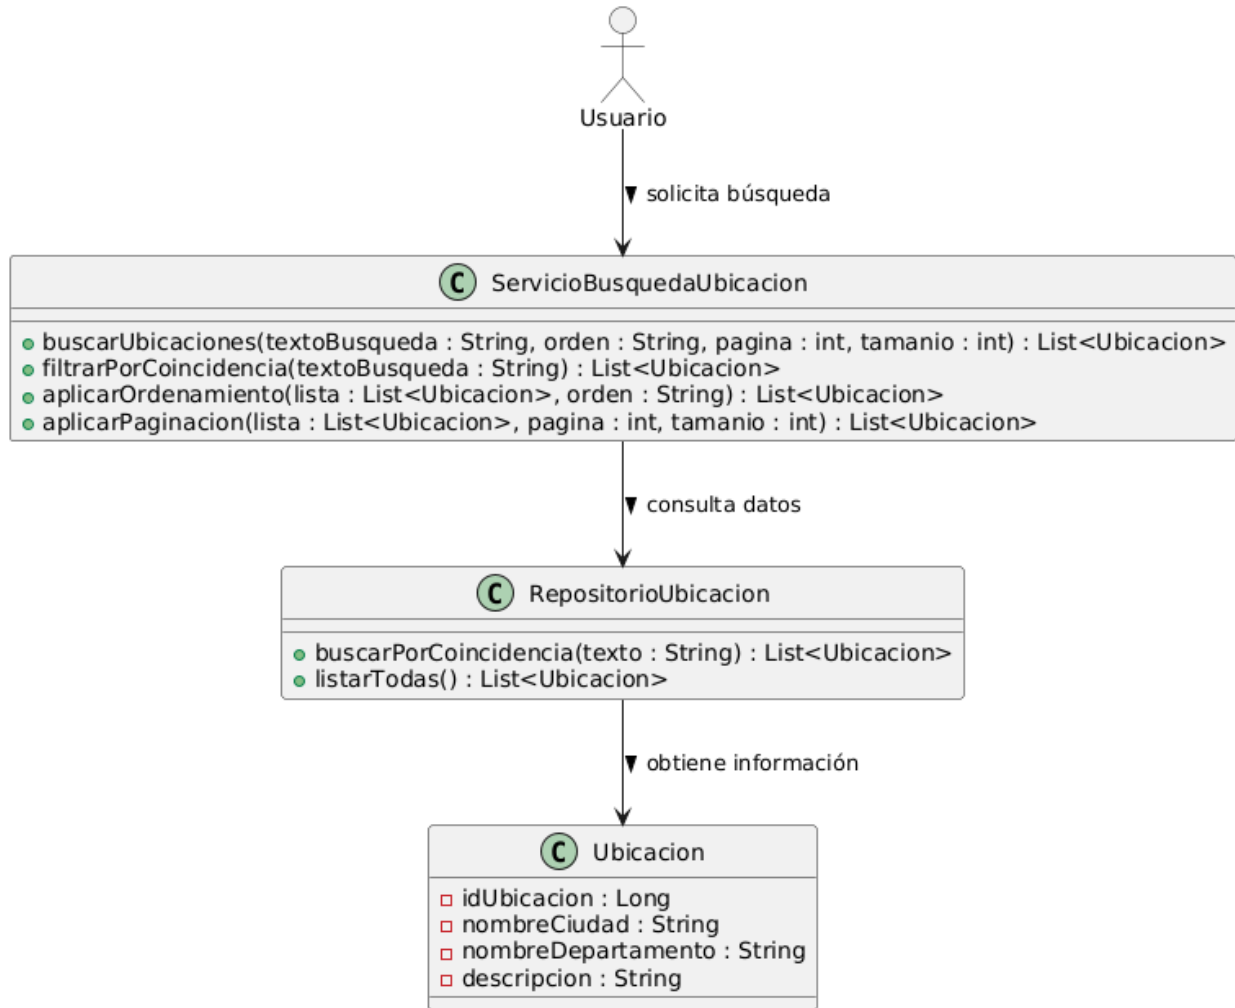 Usuario
solicita búsqueda
C ServicioBusquedaUbicacion
buscarUbicaciones(textoBusqueda : String, orden : String, pagina : int, tamanio : int) : List<Ubicacion>
filtrarPorCoincidencia(textoBusqueda : String) : List<Ubicacion>
aplicarOrdenamiento(lista : List<Ubicacion>, orden : String) : List<Ubicacion>
aplicarPaginacion(lista : List<Ubicacion>, pagina : int, tamanio : int) : List<Ubicacion>
consulta datos
C RepositorioUbicacion
buscarPorCoincidencia(texto : String) : List<Ubicacion>
listarTodas() : List<Ubicacion>
obtiene información
C Ubicacion
idUbicacion : Long
nombreCiudad : String
nombreDepartamento : String
descripcion : String